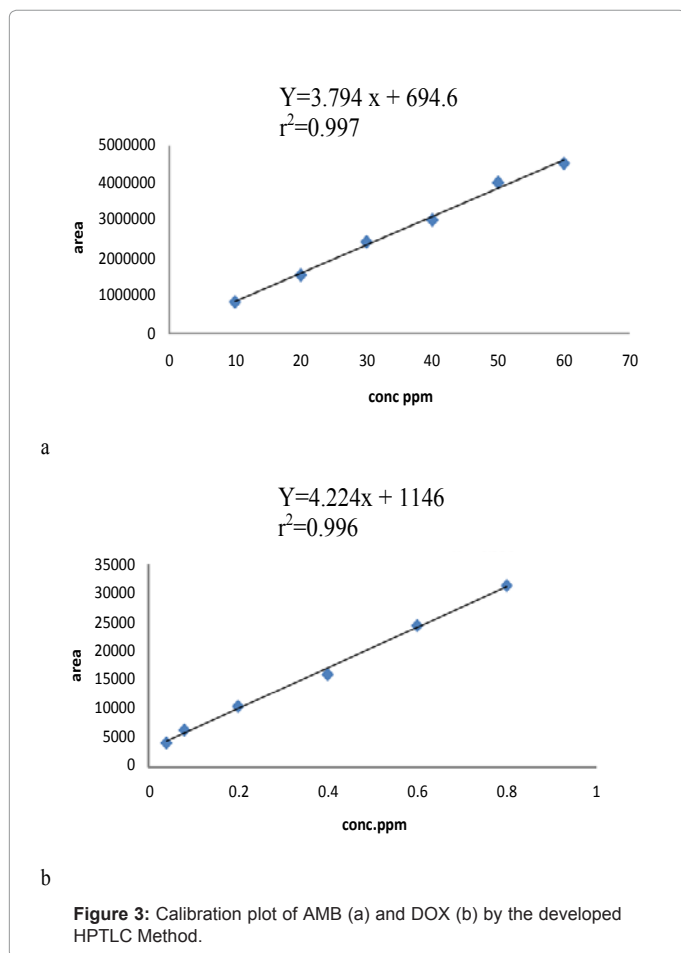 Y=3.794 x + 694.6
r²=0.997
5000000
4000000
3000000
2000000
1000000
0
area
0 10 20 30 40 50 60 70
conc ppm
a
Y=4.224x + 1146
r²=0.996
35000
30000
25000
20000
15000
10000
5000
0
area
0 0.2 0.4 0.6 0.8 1
conc.ppm
b
Figure 3: Calibration plot of AMB (a) and DOX (b) by the developed
HPTLC Method.